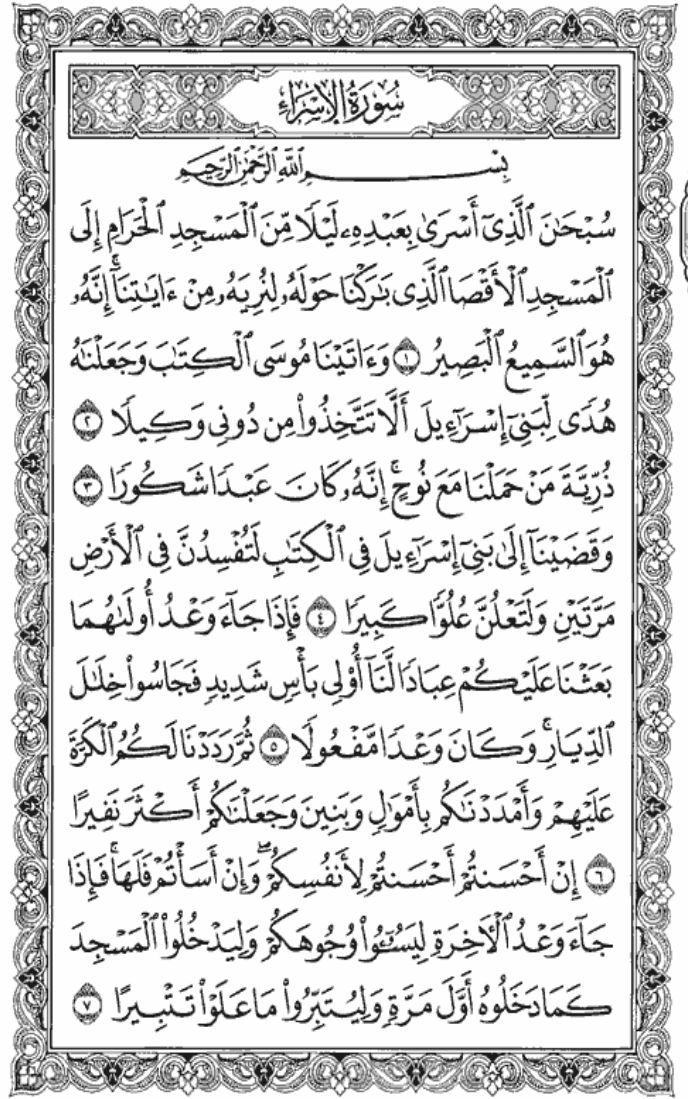 سُورَةُ الإِسْرَاءِ
بِسْمِ ٱللَّهِ ٱلرَّحْمَٰنِ ٱلرَّحِيمِ
سُبْحَٰنَ ٱلَّذِىٓ أَسْرَىٰ بِعَبْدِهِۦ لَيْلًا مِّنَ ٱلْمَسْجِدِ ٱلْحَرَامِ إِلَى
ٱلْمَسْجِدِ ٱلْأَقْصَا ٱلَّذِى بَٰرَكْنَا حَوْلَهُۥ لِنُرِيَهُۥ مِنْ ءَايَٰتِنَآ ۚ إِنَّهُۥ
هُوَ ٱلسَّمِيعُ ٱلْبَصِيرُ ١ وَءَاتَيْنَا مُوسَى ٱلْكِتَٰبَ وَجَعَلْنَٰهُ
هُدًى لِّبَنِىٓ إِسْرَٰٓءِيلَ أَلَّا تَتَّخِذُوا۟ مِن دُونِى وَكِيلًا ٢
ذُرِّيَّةَ مَنْ حَمَلْنَا مَعَ نُوحٍ ۚ إِنَّهُۥ كَانَ عَبْدًا شَكُورًا ٣
وَقَضَيْنَآ إِلَىٰ بَنِىٓ إِسْرَٰٓءِيلَ فِى ٱلْكِتَٰبِ لَتُفْسِدُنَّ فِى ٱلْأَرْضِ
مَرَّتَيْنِ وَلَتَعْلُنَّ عُلُوًّا كَبِيرًا ٤ فَإِذَا جَآءَ وَعْدُ أُولَىٰهُمَا
بَعَثْنَا عَلَيْكُمْ عِبَادًا لَّنَآ أُو۟لِى بَأْسٍ شَدِيدٍ فَجَاسُوا۟ خِلَٰلَ
ٱلدِّيَارِ ۚ وَكَانَ وَعْدًا مَّفْعُولًا ٥ ثُمَّ رَدَدْنَا لَكُمُ ٱلْكَرَّةَ
عَلَيْهِمْ وَأَمْدَدْنَٰكُم بِأَمْوَٰلٍ وَبَنِينَ وَجَعَلْنَٰكُمْ أَكْثَرَ نَفِيرًا
٦ إِنْ أَحْسَنتُمْ أَحْسَنتُمْ لِأَنفُسِكُمْ ۖ وَإِنْ أَسَأْتُمْ فَلَهَا ۚ فَإِذَا
جَآءَ وَعْدُ ٱلْءَاخِرَةِ لِيَسُـۥٓـُٔوا۟ وُجُوهَكُمْ وَلِيَدْخُلُوا۟ ٱلْمَسْجِدَ
كَمَا دَخَلُوهُ أَوَّلَ مَرَّةٍ وَلِيُتَبِّرُوا۟ مَا عَلَوْا۟ تَتْبِيرًا ٧